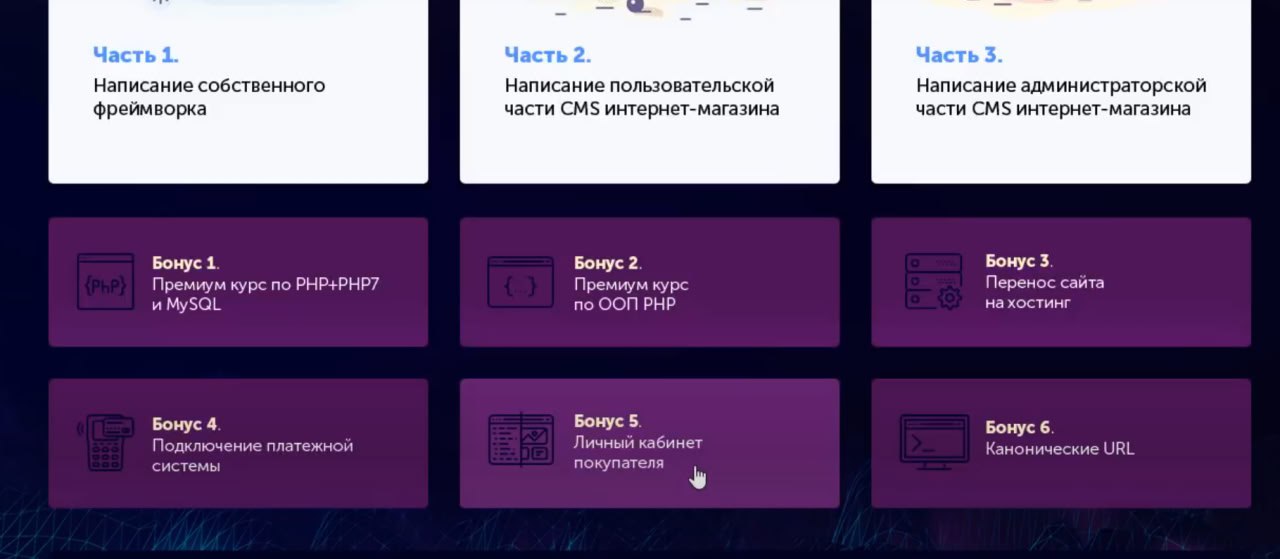 Часть 1.
Написание собственного
фреймворка
Часть 2.
Написание пользовательской
части CMS интернет-магазина
Часть 3.
Написание администраторской
части CMS интернет-магазина
{PhP}
Бонус 1.
Премиум курс по PHP+PHP7
и MySQL
{...}
Бонус 2.
Премиум курс
по ООП PHP
Бонус 3.
Перенос сайта
на хостинг
Бонус 4.
Подключение платежной
системы
Бонус 5.
Личный кабинет
покупателя
Бонус 6.
Канонические URL